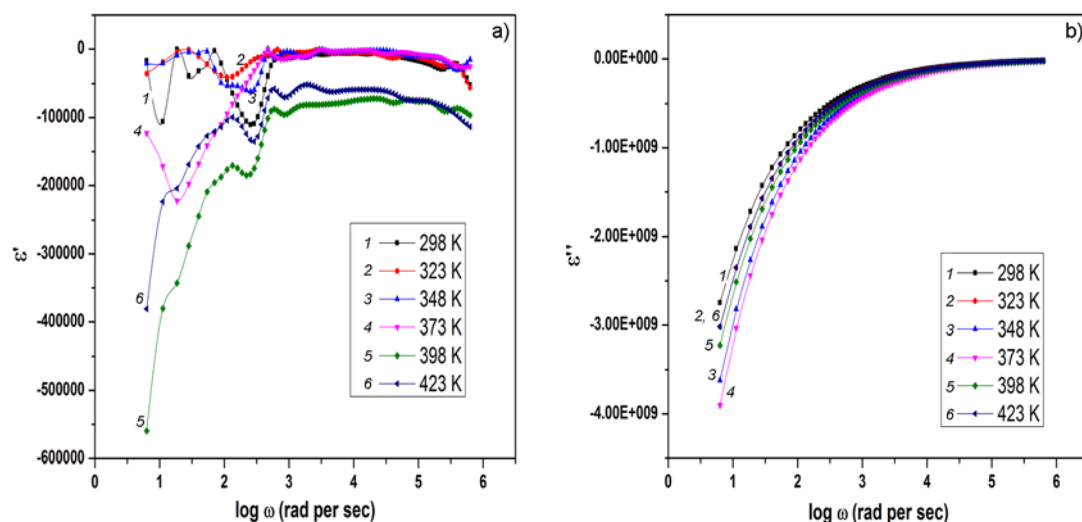 a)
ε'
0
-100000
-200000
-300000
-400000
-500000
-600000
0 1 2 3 4 5 6
log ω (rad per sec)
1
4
6
5
2
3
1 298 K
2 323 K
3 348 K
4 373 K
5 398 K
6 423 K
b)
ε''
0.00E+000
-1.00E+009
-2.00E+009
-3.00E+009
-4.00E+009
0 1 2 3 4 5 6
log ω (rad per sec)
1
2, 6
5
3
4
1 298 K
2 323 K
3 348 K
4 373 K
5 398 K
6 423 K